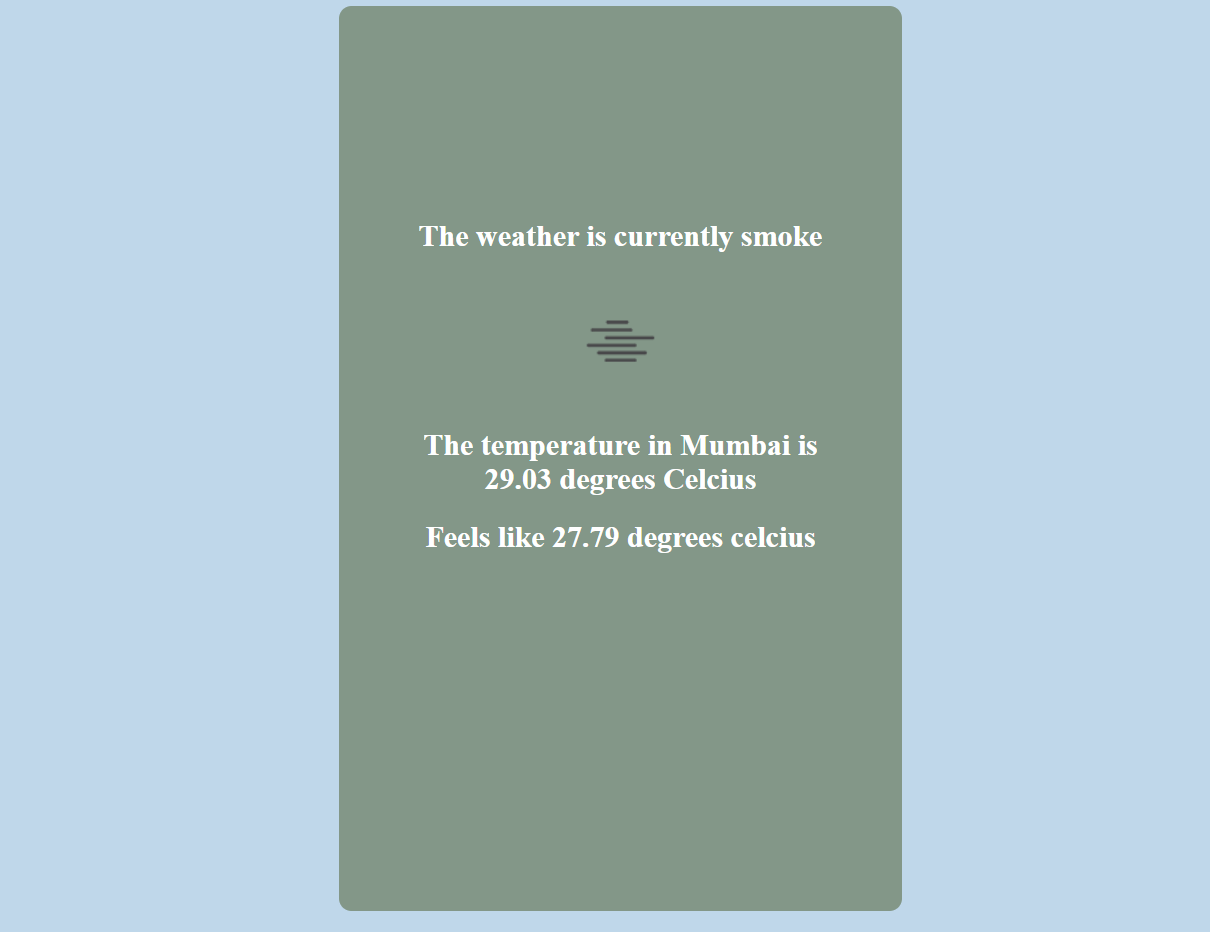 The weather is currently smoke
The temperature in Mumbai is
29.03 degrees Celcius
Feels like 27.79 degrees celcius